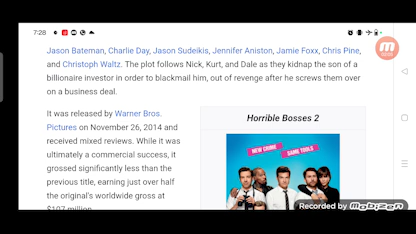 7:28
Jason Bateman, Charlie Day, Jason Sudeikis, Jennifer Aniston, Jamie Foxx, Chris Pine,
and Christoph Waltz. The plot follows Nick, Kurt, and Dale as they kidnap the son of a
billionaire investor in order to blackmail him, out of revenge after he screws them over
on a business deal.
It was released by Warner Bros.
Pictures on November 26, 2014 and
received mixed reviews. While it was
ultimately a commercial success, it
grossed significantly less than the
previous title, earning just over half
the original's worldwide gross at
$107 million
Horrible Bosses 2
NEW CRIME
SAME TOOLS
Recorded by Mobizen